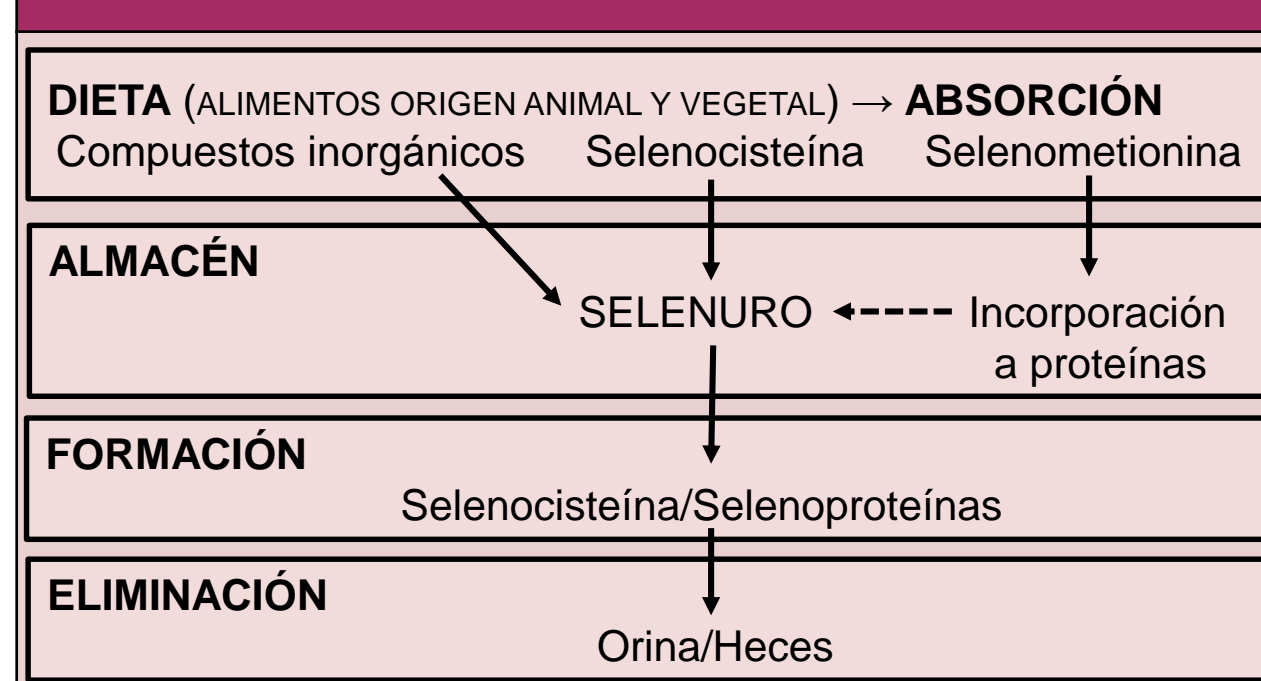 DIETA (ALIMENTOS ORIGEN ANIMAL Y VEGETAL) → ABSORCIÓN
Compuestos inorgánicos Selenocisteína Selenometionina
ALMACÉN
SELENURO Incorporación
a proteínas
FORMACIÓN
Selenocisteína/Selenoproteínas
ELIMINACIÓN
Orina/Heces